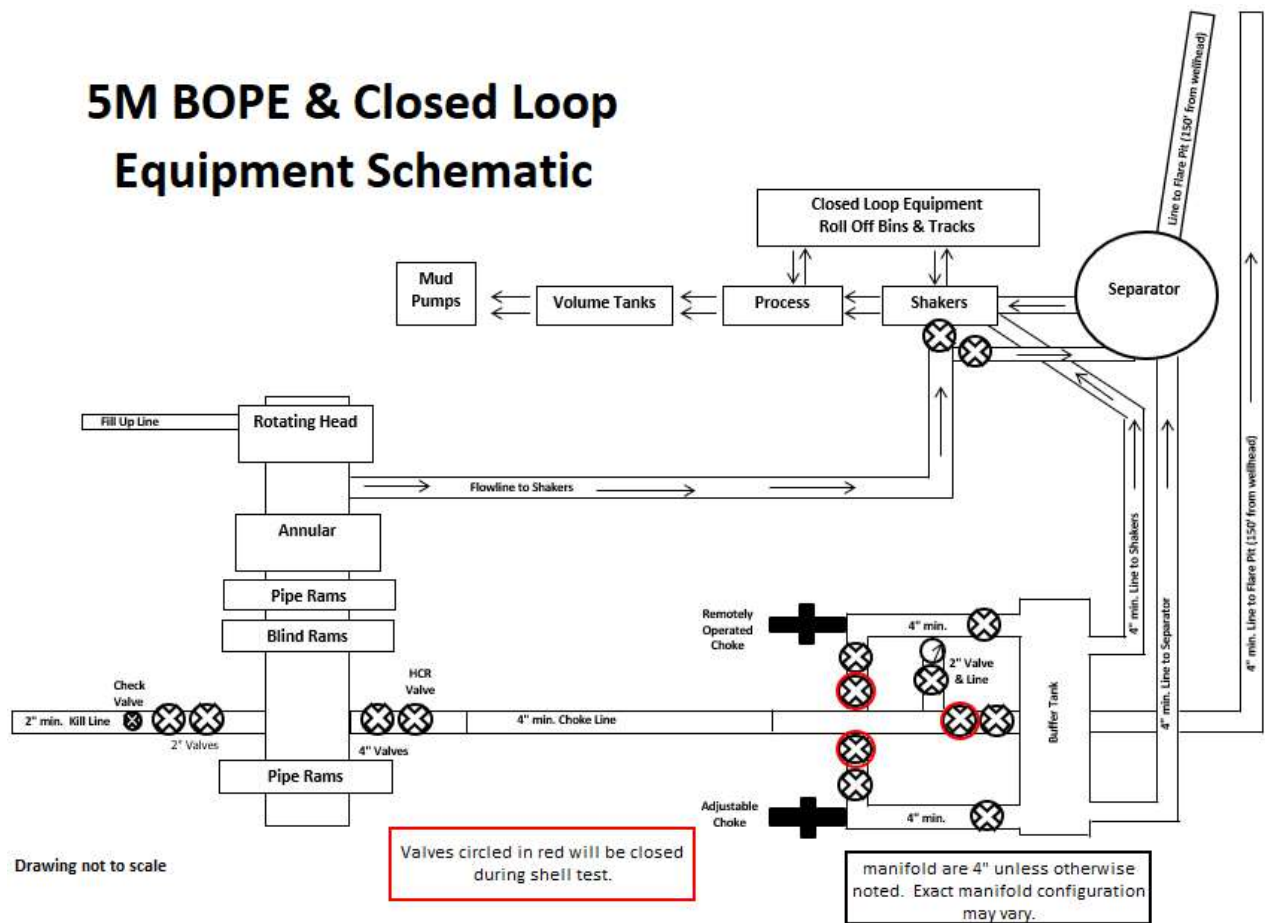 5M BOPE & Closed Loop
Equipment Schematic
Closed Loop Equipment
Roll Off Bins & Tracks
Mud
Pumps
Volume Tanks
Process
Shakers
Separator
Line to Flare Pit (150' from wellhead)
Fill Up Line
Rotating Head
Flowline to Shakers
Annular
Pipe Rams
Blind Rams
Check
Valve
2" min. Kill Line
2" Valves
HCR
Valve
4" Valves
4" min. Choke Line
Pipe Rams
Remotely
Operated
Choke
4" min.
2" Valve
& Line
Adjustable
Choke
4" min.
Buffer Tank
4" min. Line to Shakers
4" min. Line to Separator
4" min. Line to Flare Pit (150' from wellhead)
Drawing not to scale
Valves circled in red will be closed
during shell test.
manifold are 4" unless otherwise
noted. Exact manifold configuration
may vary.